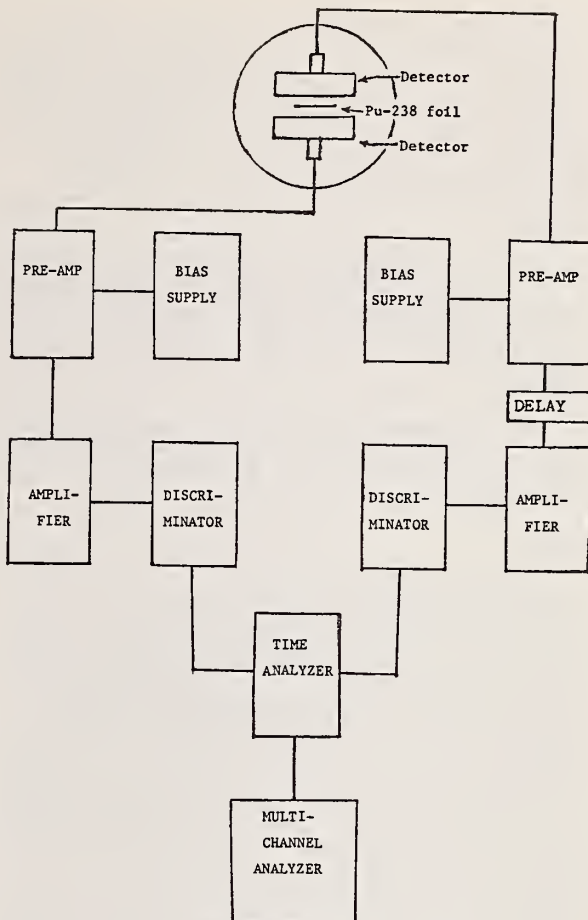 Detector
Pu-238 foil
Detector
PRE-AMP
BIAS
SUPPLY
BIAS
SUPPLY
PRE-AMP
DELAY
AMPLI-
FIER
DISCRI-
MINATOR
DISCRI-
MINATOR
AMPLI-
FIER
TIME
ANALYZER
MULTI-
CHANNEL
ANALYZER